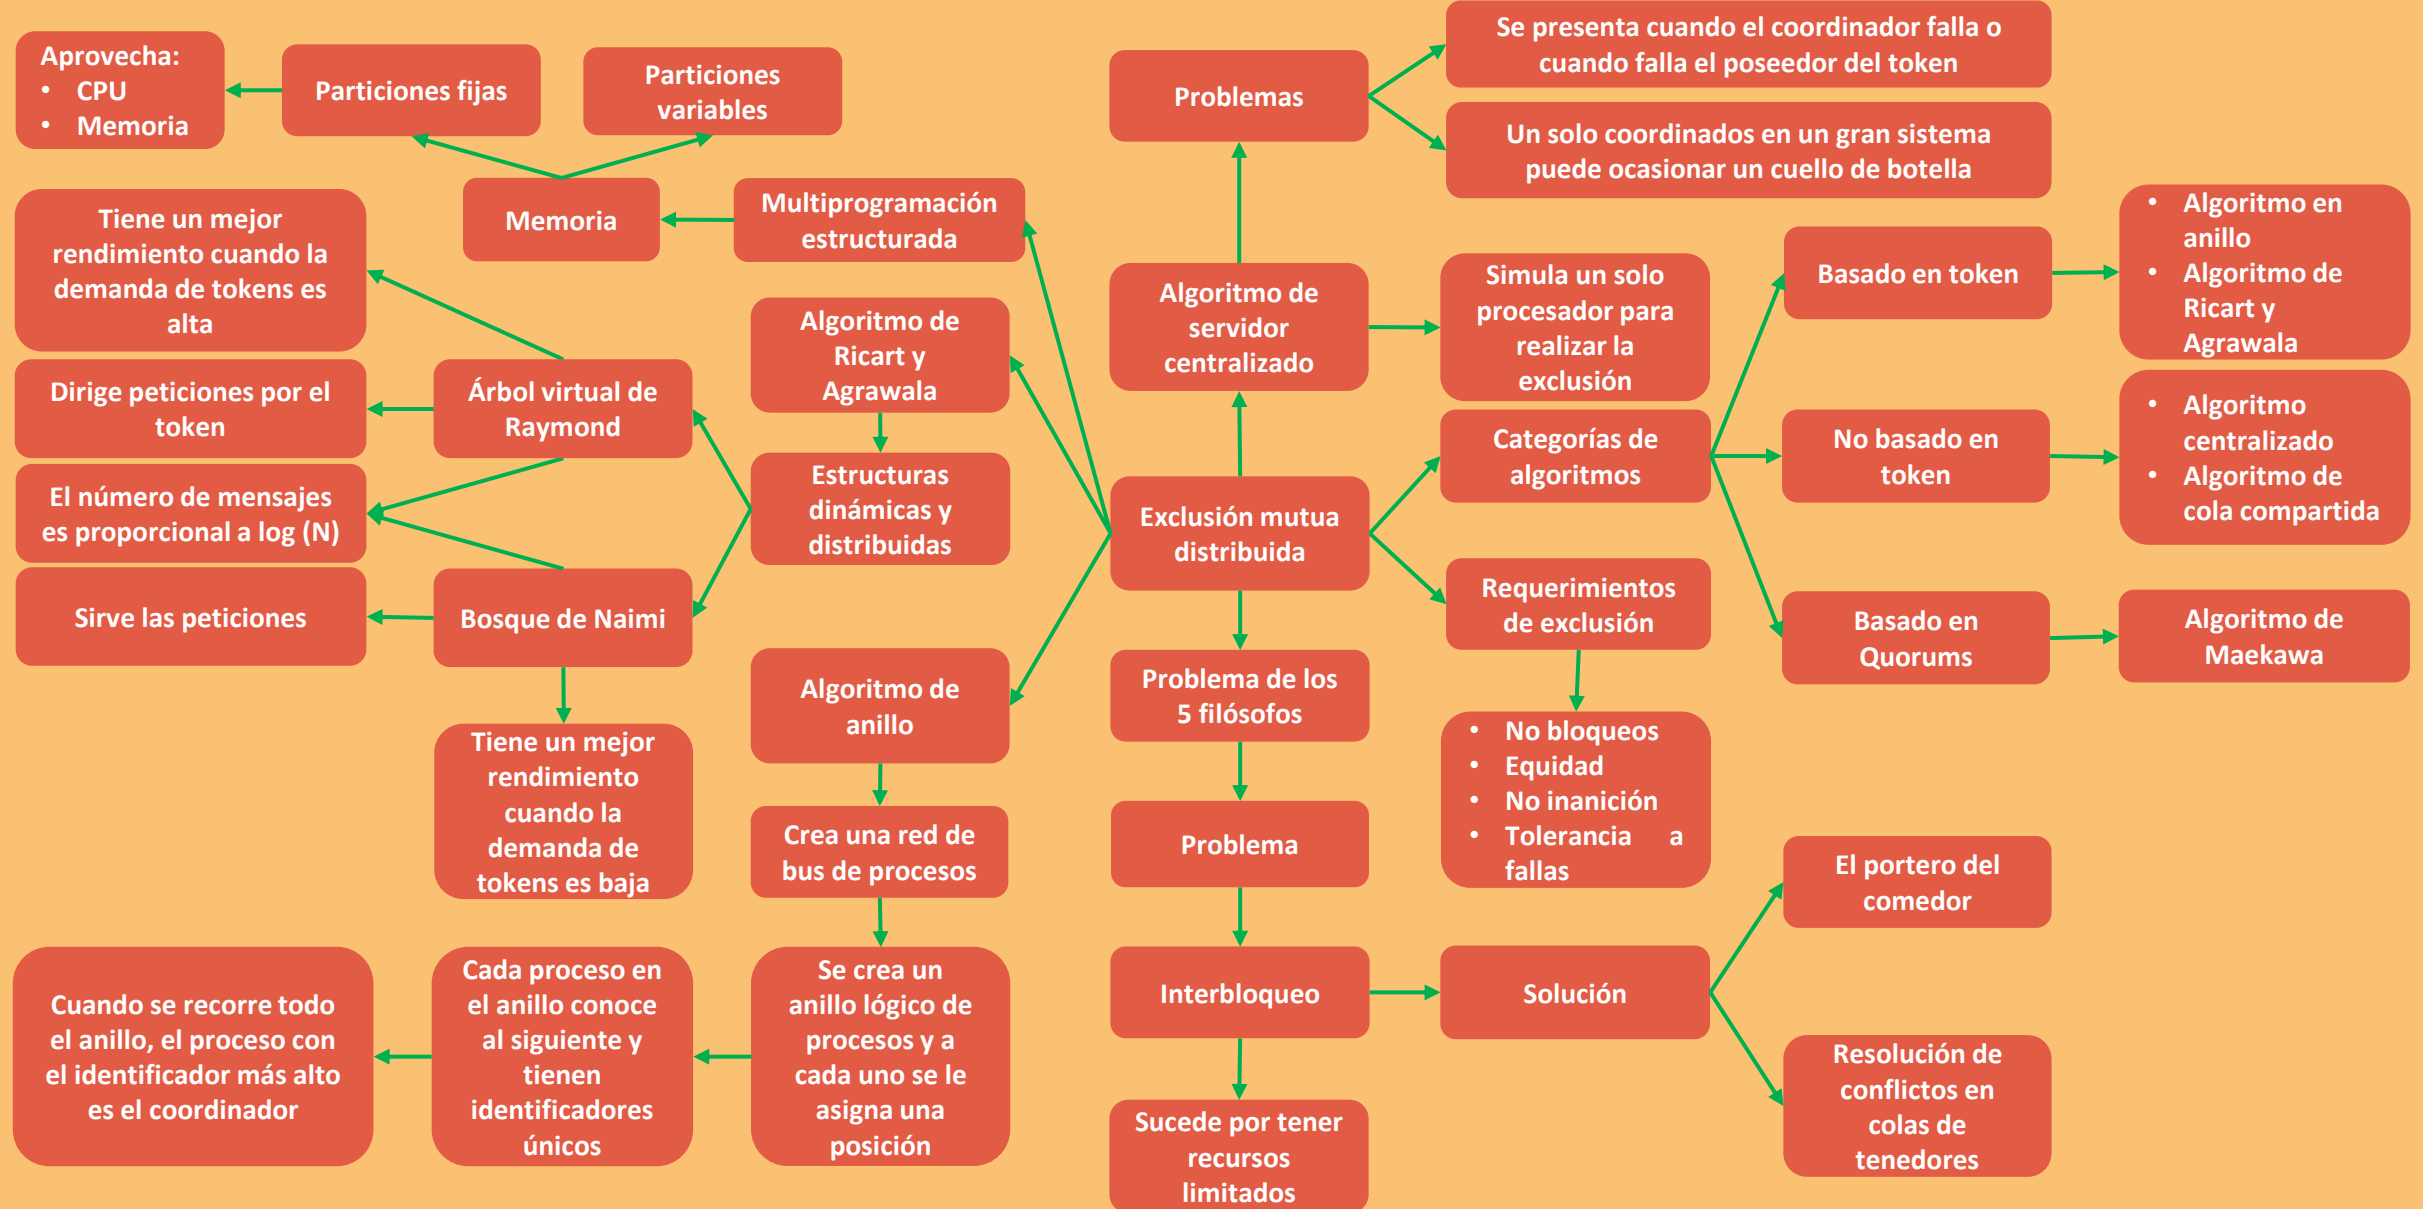 Aprovecha:
• CPU
• Memoria
Particiones fijas
Particiones
variables
Memoria
Multiprogramación
estructurada
Tiene un mejor
rendimiento cuando la
demanda de tokens es
alta
Dirige peticiones por el
token
El número de mensajes
es proporcional a log (N)
Sirve las peticiones
Árbol virtual de
Raymond
Bosque de Naimi
Tiene un mejor
rendimiento
cuando la
demanda de
tokens es baja
Algoritmo de
Ricart y
Agrawala
Estructuras
dinámicas y
distribuidas
Algoritmo de
anillo
Crea una red de
bus de procesos
Se crea un
anillo lógico de
procesos y a
cada uno se le
asigna una
posición
Cada proceso en
el anillo conoce
al siguiente y
tienen
identificadores
únicos
Cuando se recorre todo
el anillo, el proceso con
el identificador más alto
es el coordinador
Problemas
Se presenta cuando el coordinador falla o
cuando falla el poseedor del token
Un solo coordinados en un gran sistema
puede ocasionar un cuello de botella
Algoritmo de
servidor
centralizado
Simula un solo
procesador para
realizar la
exclusión
Exclusión mutua
distribuida
Categorías de
algoritmos
Basado en token
• Algoritmo en
anillo
• Algoritmo de
Ricart y
Agrawala
No basado en
token
• Algoritmo
centralizado
• Algoritmo de
cola compartida
Basado en
Quorums
Algoritmo de
Maekawa
Requerimientos
de exclusión
• No bloqueos
• Equidad
• No inanición
• Tolerancia a
fallas
Problema de los
5 filósofos
Problema
Interbloqueo
Sucede por tener
recursos
limitados
Solución
El portero del
comedor
Resolución de
conflictos en
colas de
tenedores